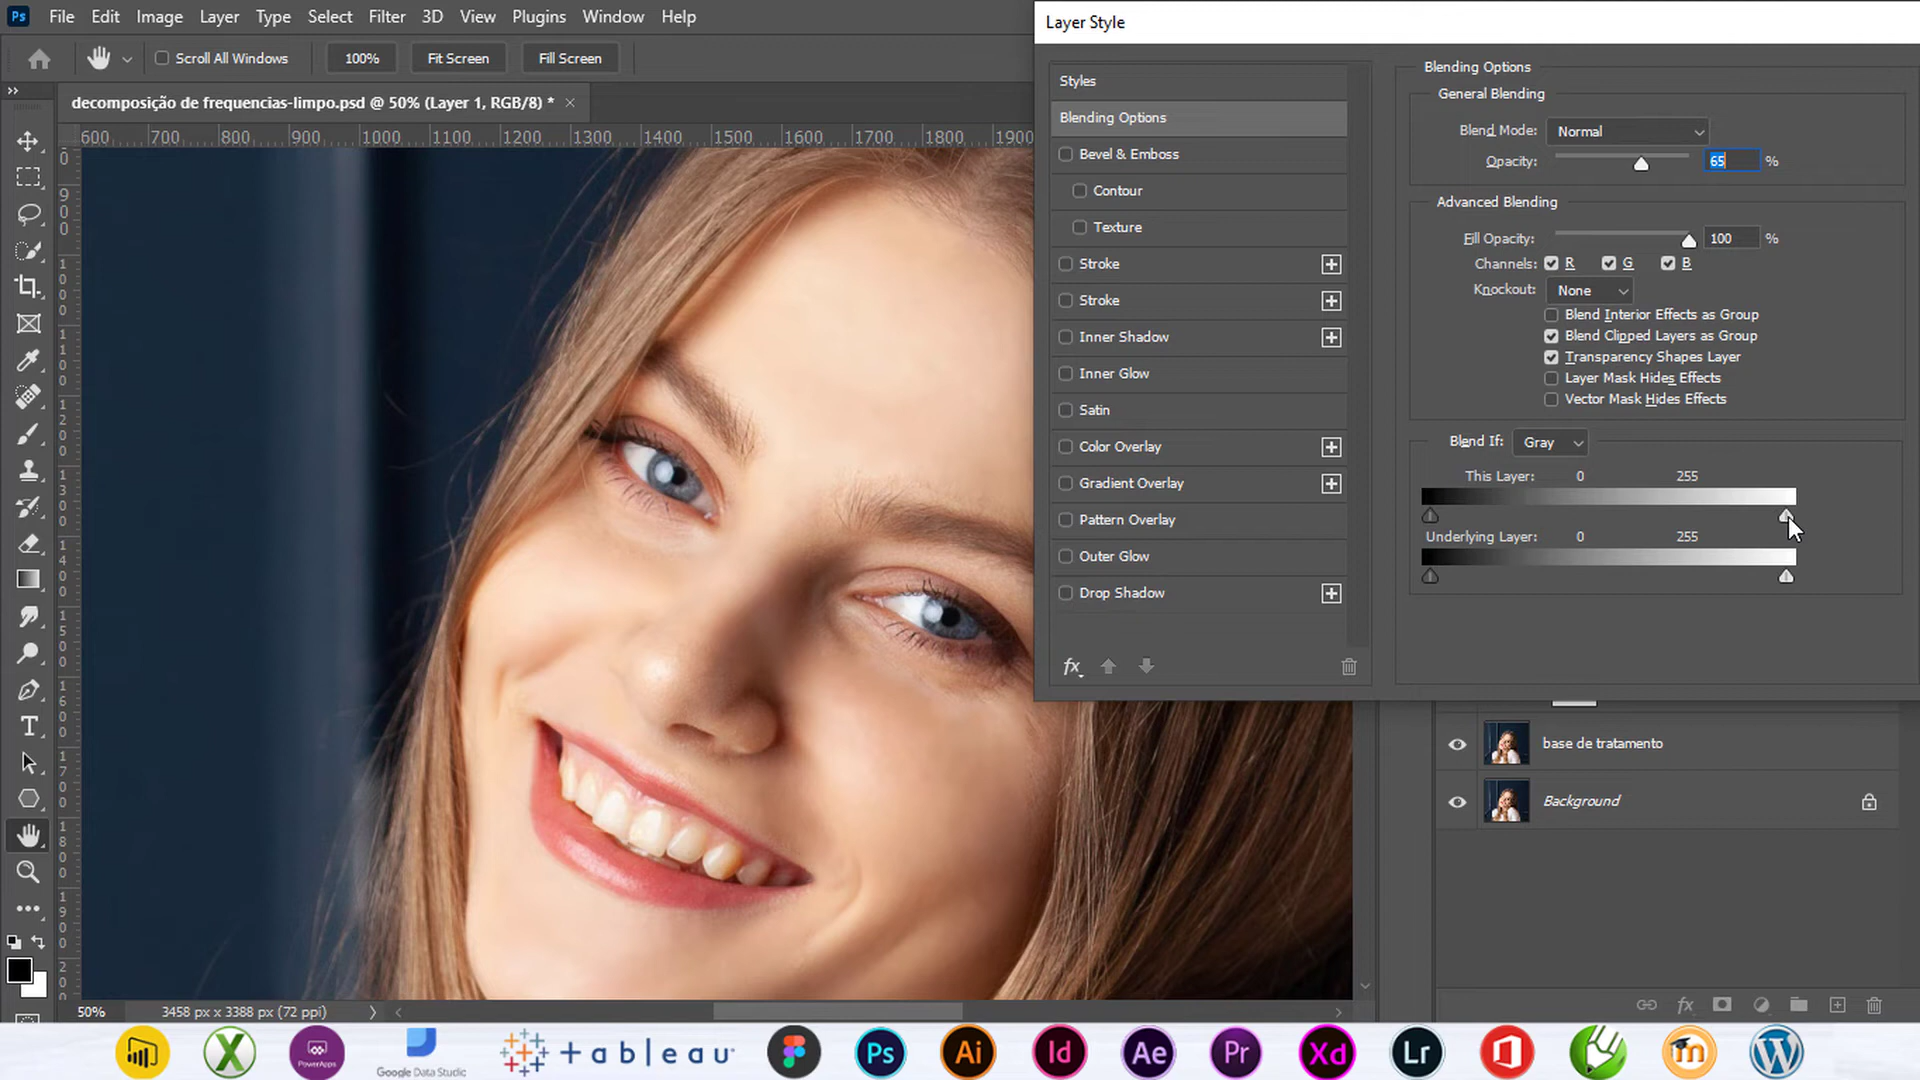 Ps File Edit Image Layer Type Select Filter 3D View Plugins Window Help
Scroll All Windows 100% Fit Screen Fill Screen
decomposição de frequencias-limpo.psd @ 50% (Layer 1, RGB/8) * ×
600 700 800 900 1000 1100 1200 1300 1400 1500 1600 1700 1800 1900
Layer Style
Styles
Blending Options
Bevel & Emboss
Contour
Texture
Stroke
Stroke
Inner Shadow
Inner Glow
Satin
Color Overlay
Gradient Overlay
Pattern Overlay
Outer Glow
Drop Shadow
fx
Blending Options
General Blending
Blend Mode: Normal
Opacity: 65 %
Advanced Blending
Fill Opacity: 100 %
Channels: R G B
Knockout: None
Blend Interior Effects as Group
Blend Clipped Layers as Group
Transparency Shapes Layer
Layer Mask Hides Effects
Vector Mask Hides Effects
Blend If: Gray
This Layer: 0 255
Underlying Layer: 0 255
base de tratamento
Background
fx
50% 3458 px x 3388 px (72 ppi)
PowerApps
Google Data Studio
+ a b l e a u
Ps Ai Id Ae Pr Xd Lr